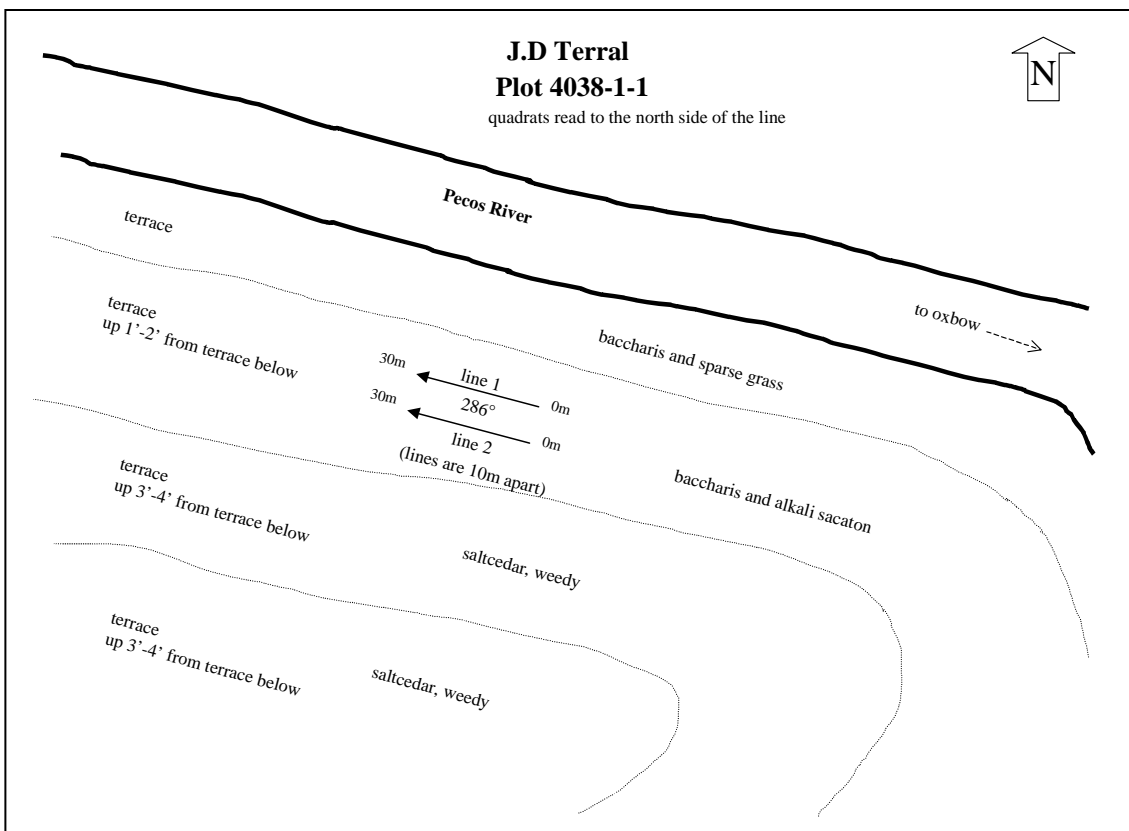 J.D Terral
Plot 4038-1-1
quadrats read to the north side of the line
N
Pecos River
terrace
to oxbow
terrace
up 1’-2’ from terrace below
baccharis and sparse grass
30m
line 1
0m
286°
30m
line 2
0m
(lines are 10m apart)
baccharis and alkali sacaton
terrace
up 3’-4’ from terrace below
saltcedar, weedy
terrace
up 3’-4’ from terrace below
saltcedar, weedy